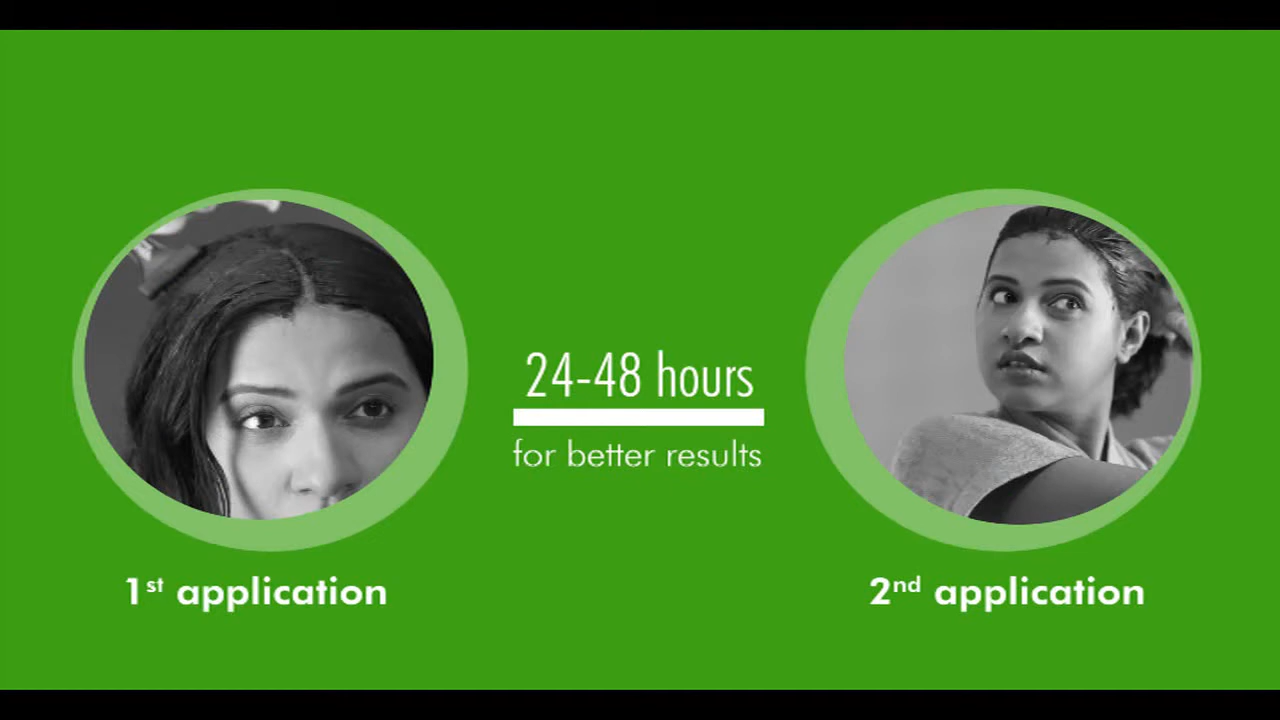 24-48 hours
for better results
1st application
2nd application